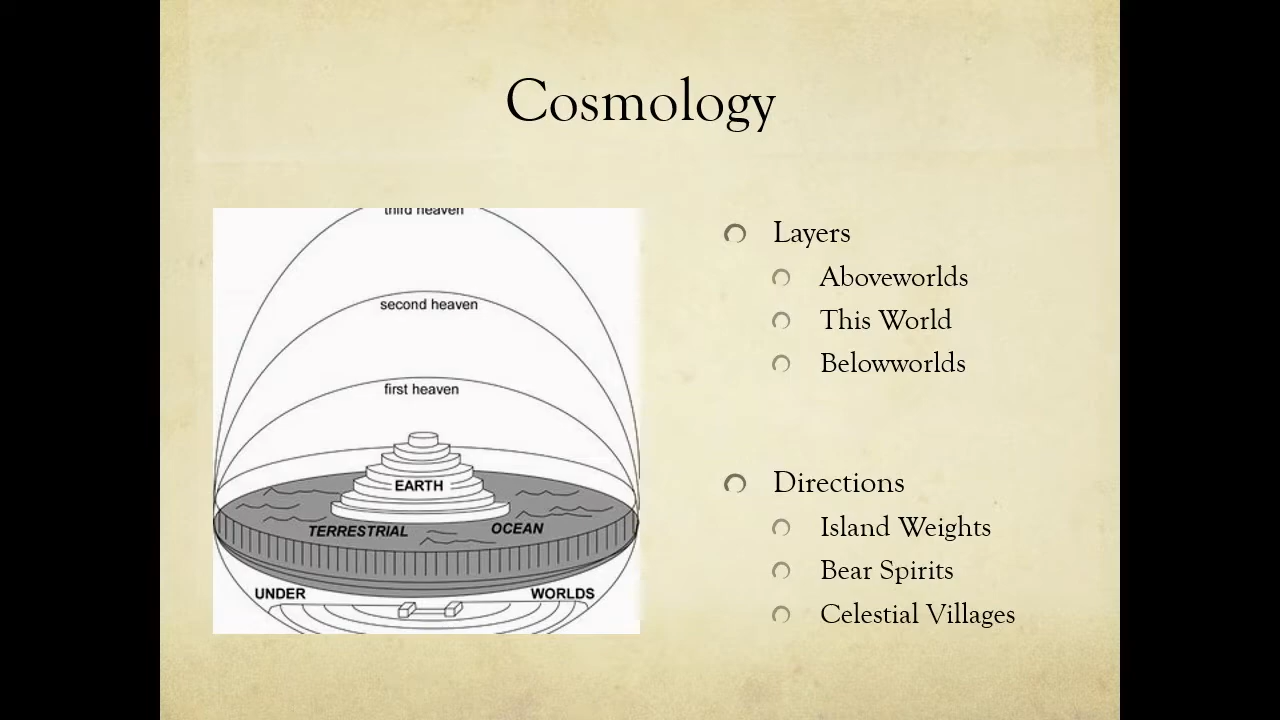 Cosmology
third heaven
second heaven
first heaven
EARTH
TERRESTRIAL OCEAN
UNDER WORLDS
Layers
Aboveworlds
This World
Belowworlds
Directions
Island Weights
Bear Spirits
Celestial Villages